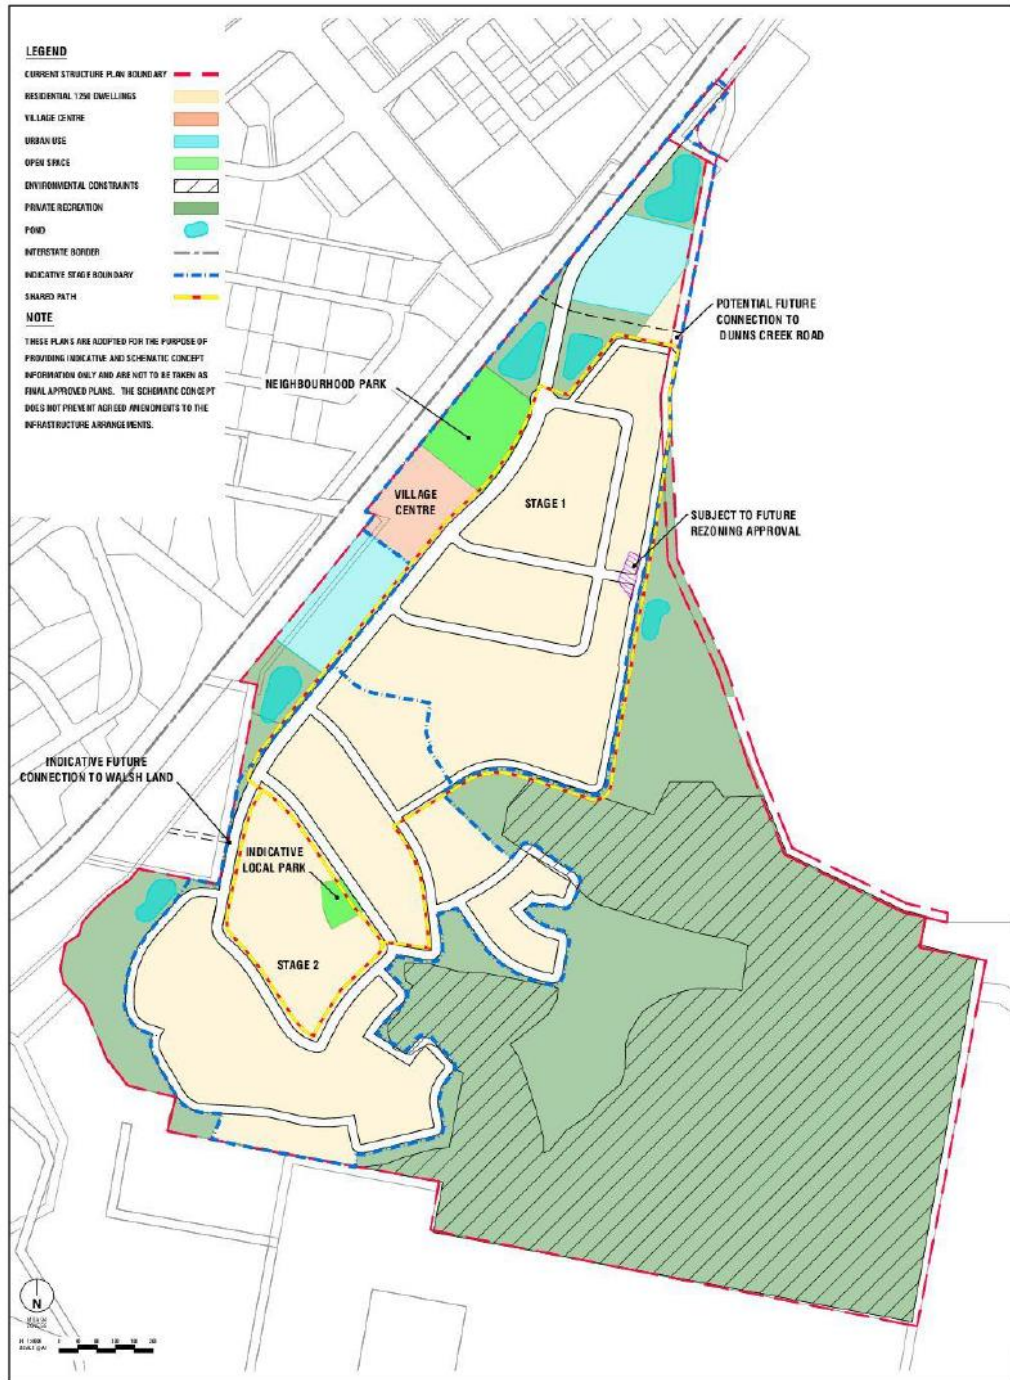 LEGEND
CURRENT STRUCTURE PLAN BOUNDARY
RESIDENTIAL 1250 DWELLINGS
VILLAGE CENTRE
URBAN USE
OPEN SPACE
ENVIRONMENTAL CONSTRAINTS
PRIVATE RECREATION
POND
INTERSTATE BORDER
INDICATIVE STAGE BOUNDARY
SHARED PATH
NOTE
THESE PLANS ARE ADOPTED FOR THE PURPOSE OF
PROVIDING INDICATIVE AND SCHEMATIC CONCEPT
INFORMATION ONLY AND ARE NOT TO BE TAKEN AS
FINAL APPROVED PLANS. THE SCHEMATIC CONCEPT
DOES NOT PREVENT AGREED AMENDMENTS TO THE
INFRASTRUCTURE ARRANGEMENTS.
POTENTIAL FUTURE
CONNECTION TO
DUNNS CREEK ROAD
NEIGHBOURHOOD PARK
VILLAGE
CENTRE
STAGE 1
SUBJECT TO FUTURE
REZONING APPROVAL
INDICATIVE FUTURE
CONNECTION TO WALSH LAND
INDICATIVE
LOCAL PARK
STAGE 2
N